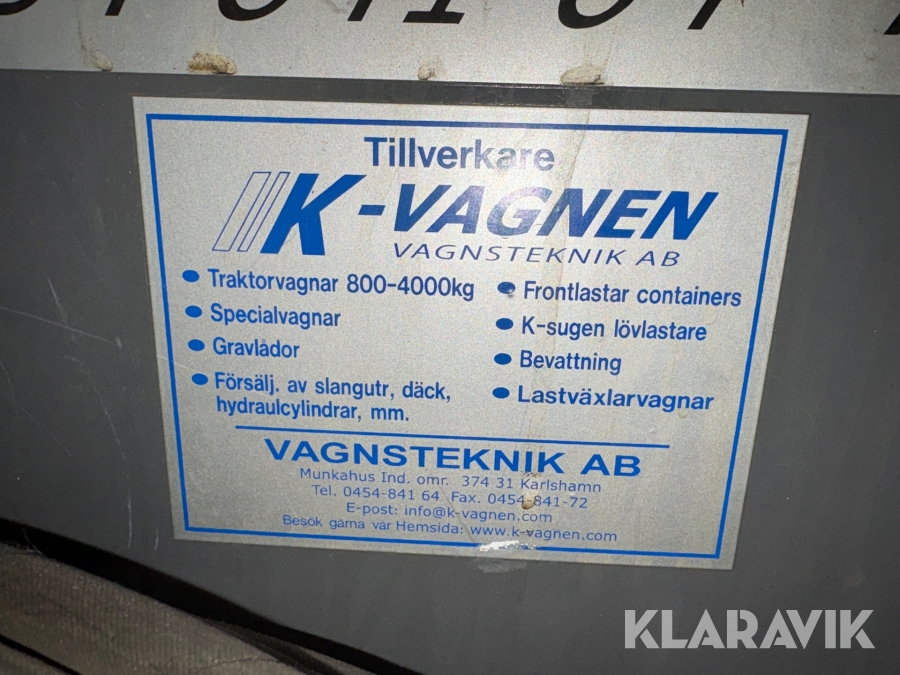 Tillverkare
K-VAGNEN
VAGNSTEKNIK AB
• Traktorvagnar 800-4000kg
• Specialvagnar
• Gravlådor
• Försälj. av slangutr, däck,
hydraulcylindrar, mm.
• Frontlastar containers
• K-sugen lövlastare
• Bevattning
• Lastväxlarvagnar
VAGNSTEKNIK AB
Munkahus Ind. omr. 374 31 Karlshamn
Tel. 0454-841 64 Fax. 0454-841-72
E-post: info@k-vagnen.com
Besök gärna vår Hemsida: www.k-vagnen.com
KLARAVIK